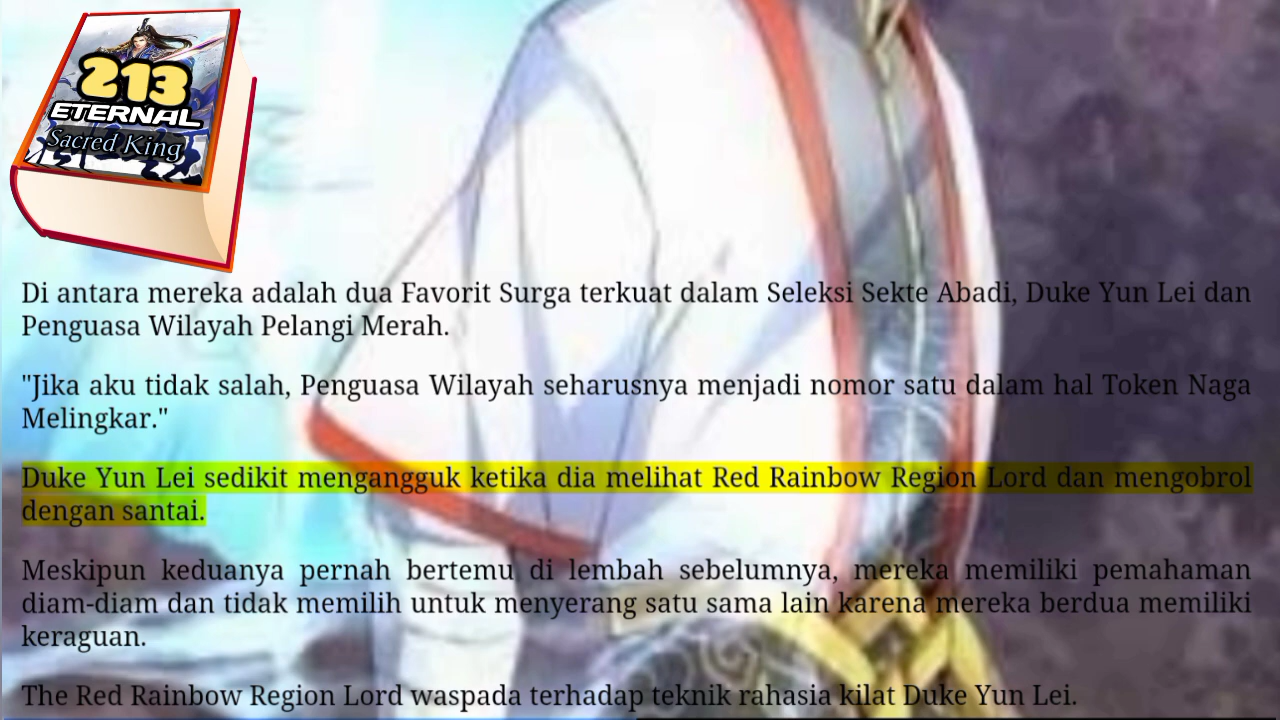 213
ETERNAL
Sacred King
Di antara mereka adalah dua Favorit Surga terkuat dalam Seleksi Sekte Abadi, Duke Yun Lei dan
Penguasa Wilayah Pelangi Merah.
"Jika aku tidak salah, Penguasa Wilayah seharusnya menjadi nomor satu dalam hal Token Naga
Melingkar."
Duke Yun Lei sedikit mengangguk ketika dia melihat Red Rainbow Region Lord dan mengobrol
dengan santai.
Meskipun keduanya pernah bertemu di lembah sebelumnya, mereka memiliki pemahaman
diam-diam dan tidak memilih untuk menyerang satu sama lain karena mereka berdua memiliki
keraguan.
The Red Rainbow Region Lord waspada terhadap teknik rahasia kilat Duke Yun Lei.